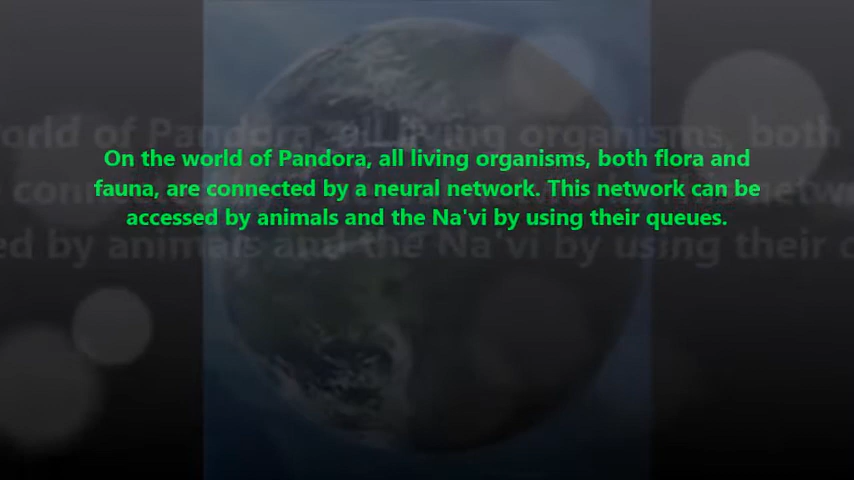 On the world of Pandora, all living organisms, both flora and
fauna, are connected by a neural network. This network can be
accessed by animals and the Na'vi by using their queues.